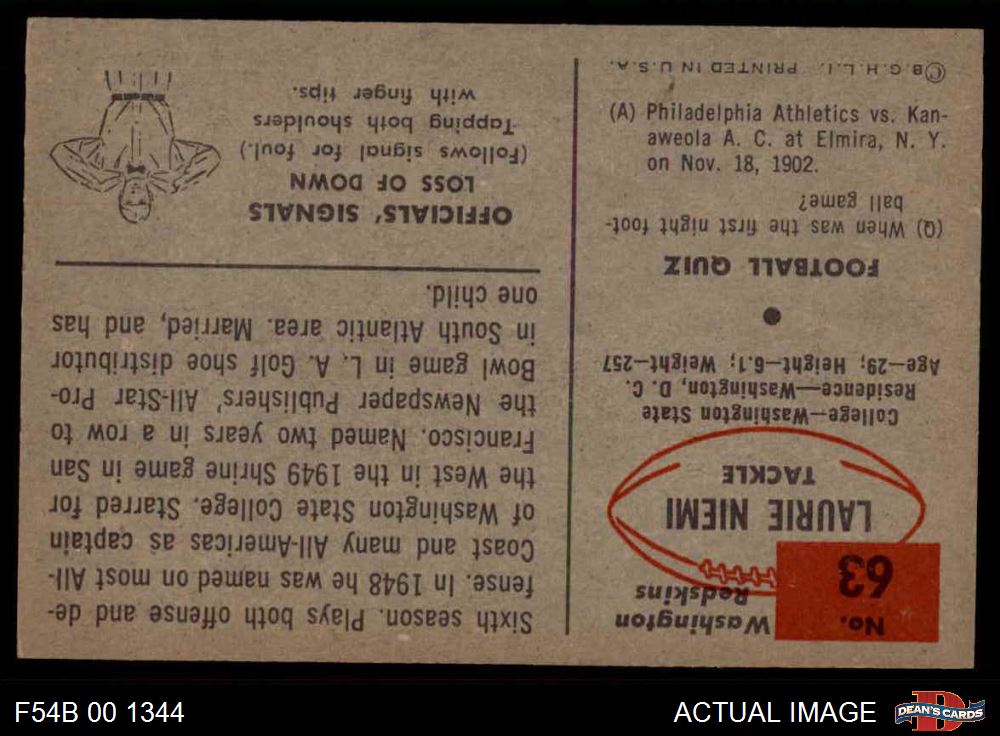 No.
63
Washington
Redskins
LAURIE NIEMI
TACKLE
College—Washington State
Residence—Washington, D. C.
Age—29; Height—6.1; Weight—257
FOOTBALL QUIZ
(Q) When was the first night foot-
ball game?
(A) Philadelphia Athletics vs. Kan-
aweola A. C. at Elmira, N. Y.
on Nov. 18, 1902.
©B.G.H.L.I. PRINTED IN U.S.A.
Sixth season. Plays both offense and de-
fense. In 1948 he was named on most All-
Coast and many All-Americas as captain
of Washington State College. Starred for
the West in the 1949 Shrine game in San
Francisco. Named two years in a row to
the Newspaper Publishers' All-Star Pro-
Bowl game in L. A. Golf shoe distributor
in South Atlantic area. Married, and has
one child.
OFFICIALS' SIGNALS
LOSS OF DOWN
(Follows signal for foul.)
Tapping both shoulders
with finger tips.
F54B 00 1344
ACTUAL IMAGE
D
DEAN'S CARDS